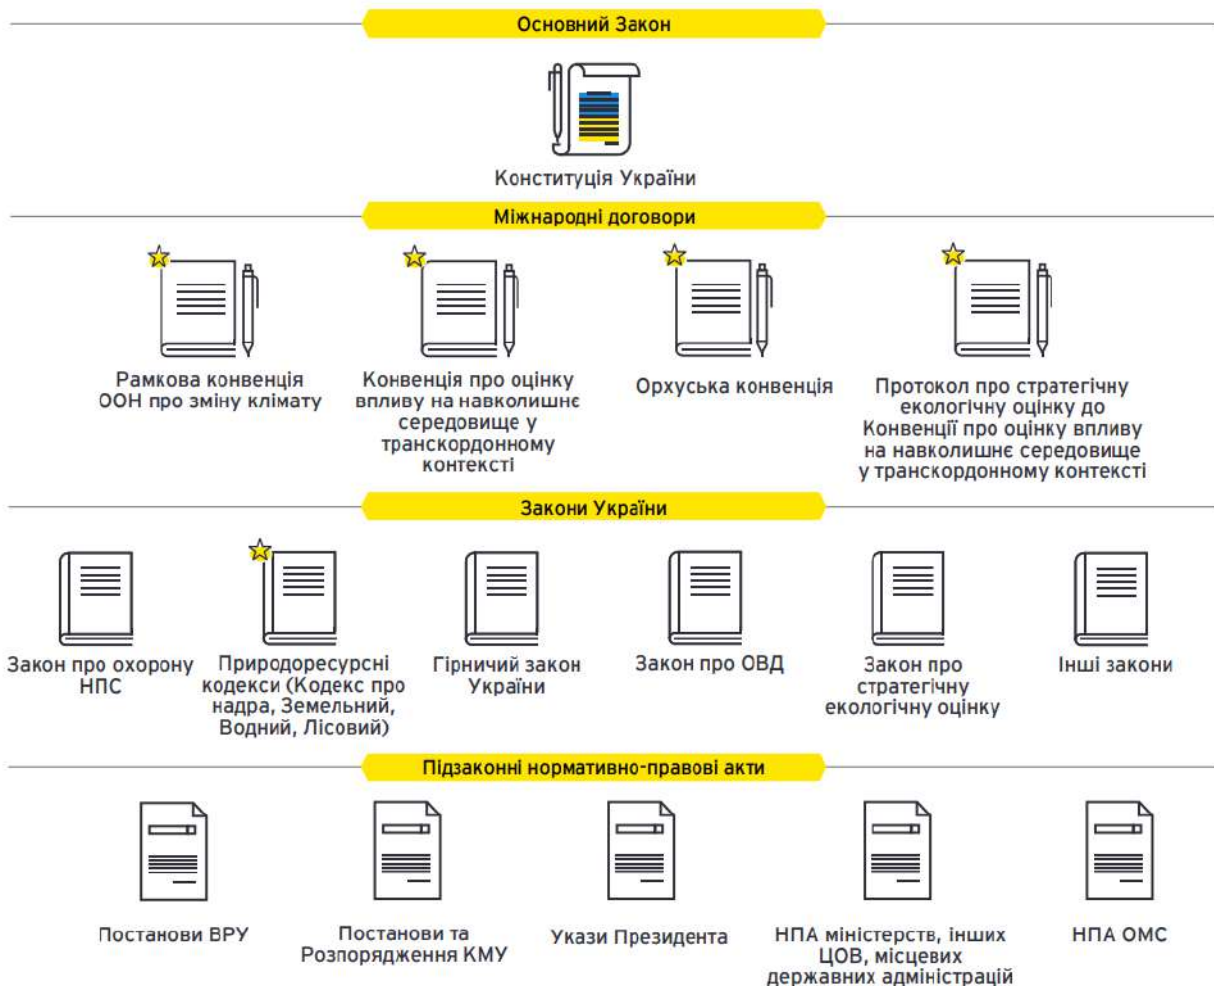 Основний Закон
Конституція України
Міжнародні договори
Рамкова конвенція
ООН про зміну клімату
Конвенція про оцінку
впливу на навколишнє
середовище у
транскордонному
контексті
Орхуська конвенція
Протокол про стратегічну
екологічну оцінку до
Конвенції про оцінку впливу
на навколишнє середовище
у транскордонному контексті
Закони України
Закон про охорону
НПС
Природоресурсні
кодекси (Кодекс про
надра, Земельний,
Водний, Лісовий)
Гірничий закон
України
Закон про ОВД
Закон про
стратегічну
екологічну оцінку
Інші закони
Підзаконні нормативно-правові акти
Постанови ВРУ
Постанови та
Розпорядження КМУ
Укази Президента
НПА міністерств, інших
ЦОВ, місцевих
державних адміністрацій
НПА ОМС